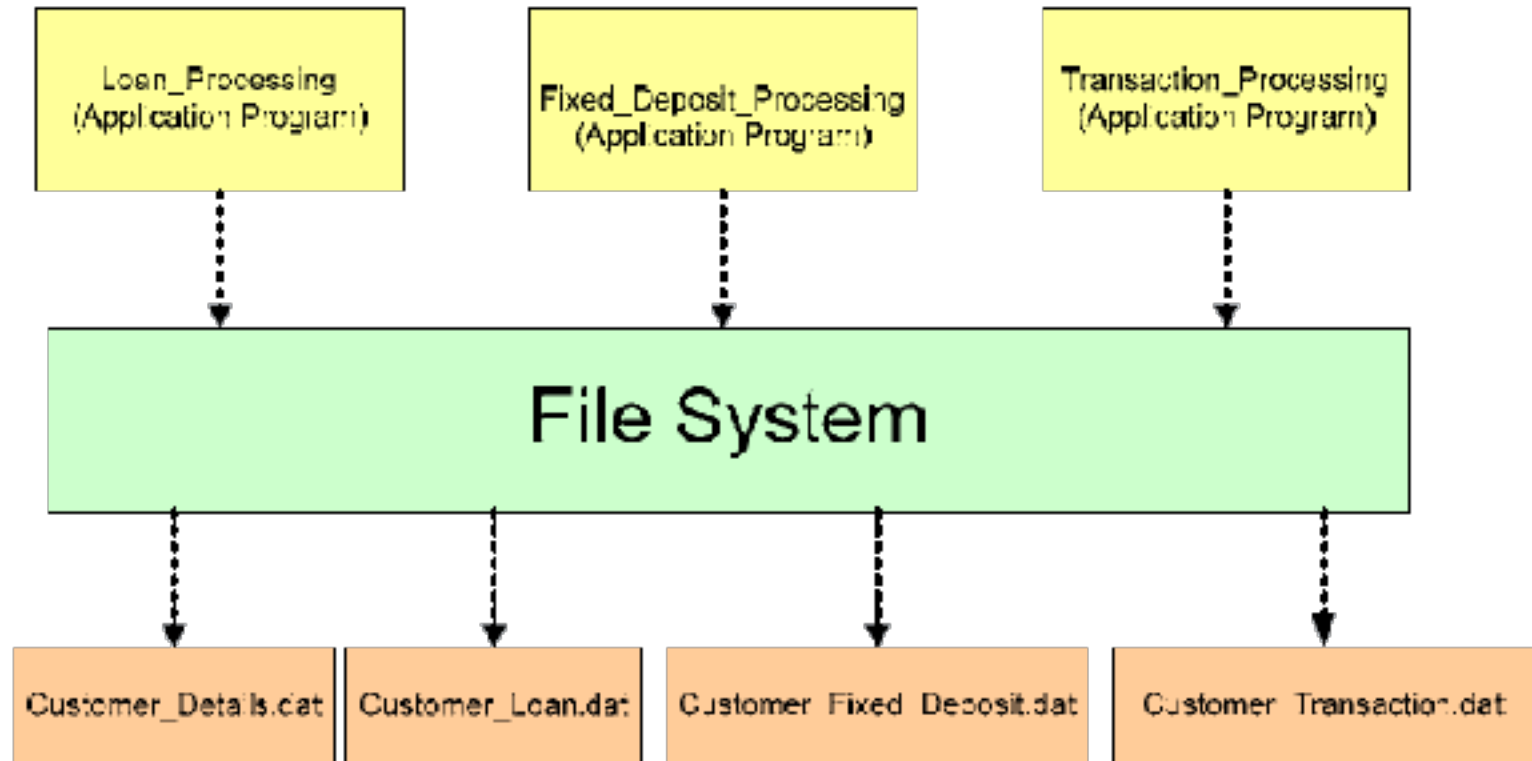 Loan_Processing
(Application Program)
Fixed_Deposit_Processing
(Application Program)
Transaction_Processing
(Application Program)
File System
Customer_Details.dat
Customer_Loan.dat
Customer_Fixed_Deposit.dat
Customer_Transaction.dat